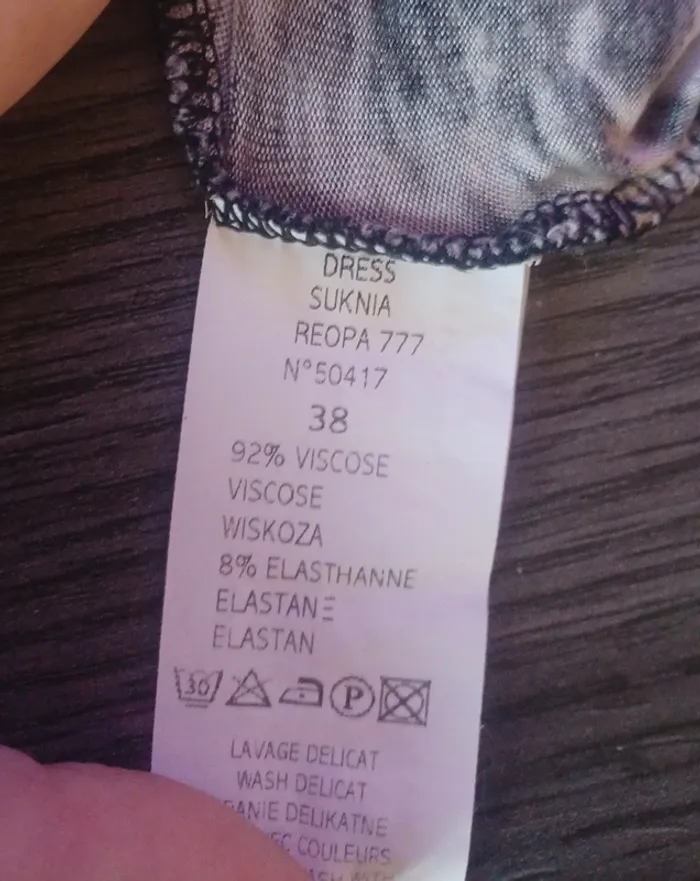 DRESS
SUKNIA
REOPA 777
N°50417
38
92% VISCOSE
VISCOSE
WISKOZA
8% ELASTHANNE
ELASTANE
ELASTAN
30
P
LAVAGE DELICAT
WASH DELICAT
DELIKATNE
COULEURS